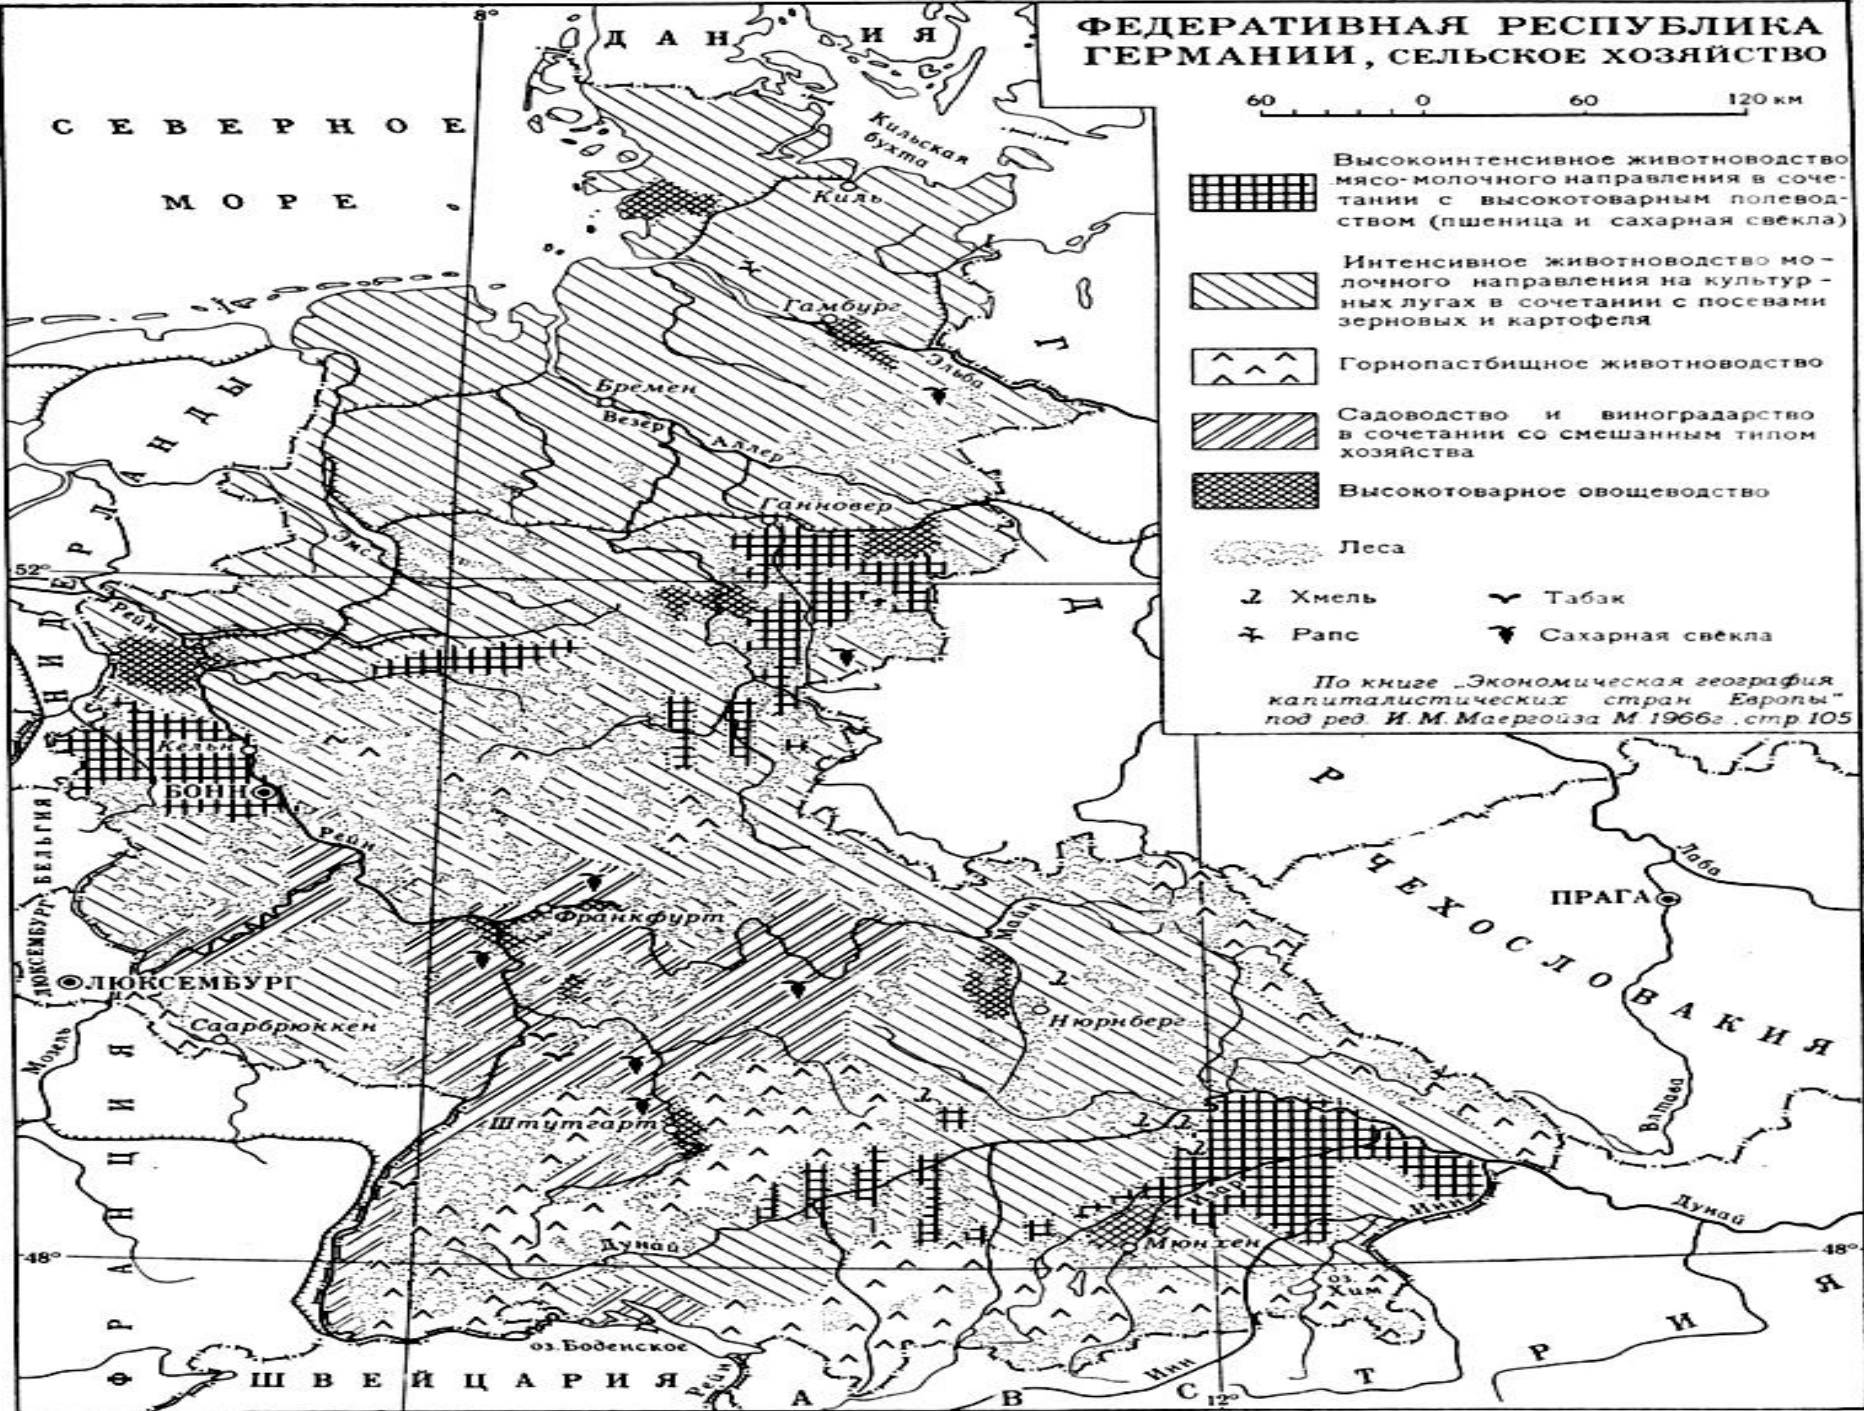 ФЕДЕРАТИВНАЯ РЕСПУБЛИКА
ГЕРМАНИИ, СЕЛЬСКОЕ ХОЗЯЙСТВО
60 0 60 120 км
Высокоинтенсивное животноводство
мясо-молочного направления в соче-
тании с высокотоварным полевод-
ством (пшеница и сахарная свёкла)
Интенсивное животноводство мо-
лочного направления на культур-
ных лугах в сочетании с посевами
зерновых и картофеля
Горнопастбищное животноводство
Садоводство и виноградарство
в сочетании со смешанным типом
хозяйства
Высокотоварное овощеводство
Леса
Хмель
Табак
Рапс
Сахарная свёкла
По книге „Экономическая география
капиталистических стран Европы"
под ред. И.М.Маергойза М.1966г., стр.105
8°
ДАНИЯ
СЕВЕРНОЕ
МОРЕ
Кильская
бухта
Киль
Гамбург
Эльба
Бремен
Везер
Аллер
Ганновер
НИДЕРЛАНДЫ
Эмс
52°
Рейн
ГДР
Кельн
БОНН
Рейн
БЕЛЬГИЯ
ЛЮКСЕМБУРГ
ЛЮКСЕМБУРГ
Франкфурт
Майн
Нюрнберг
Саарбрюккен
Мозель
ФРАНЦИЯ
Штутгарт
Дунай
Изар
Мюнхен
Инн
оз.
Хим
Дунай
48°
48°
оз.Боденское
Рейн
Инн
ШВЕЙЦАРИЯ
АВСТРИЯ
12°
ЧЕХОСЛОВАКИЯ
ПРАГА
Лаба
Влтава